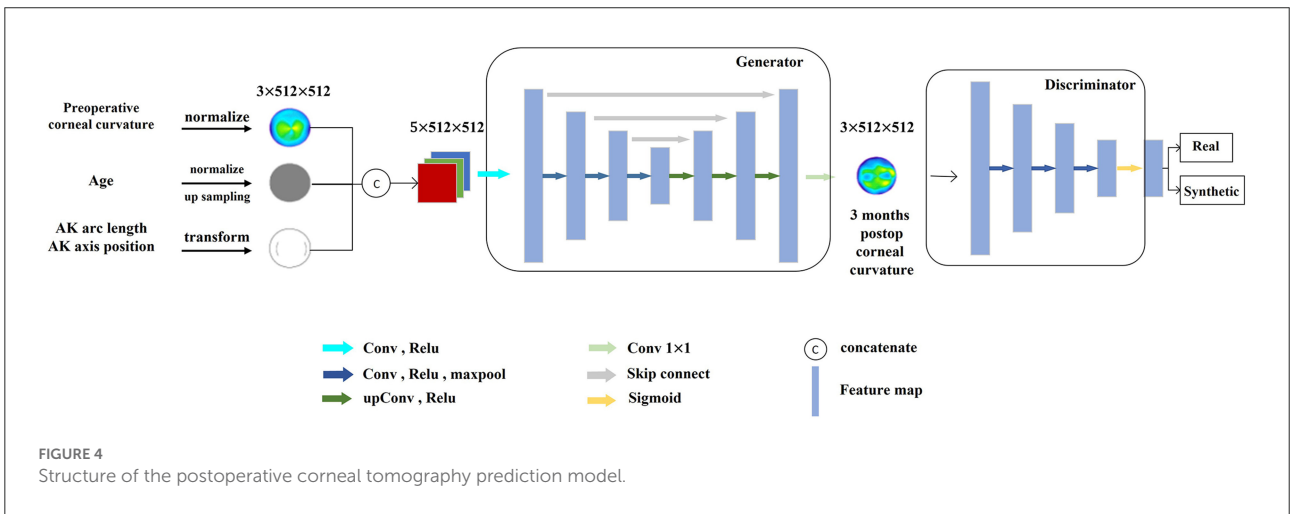 Preoperative
corneal curvature
normalize
3×512×512
Age
normalize
up sampling
AK arc length
AK axis position
transform
C
5×512×512
Generator
3×512×512
3 months
postop
corneal
curvature
Discriminator
Real
Synthetic
Conv , Relu
Conv , Relu , maxpool
upConv , Relu
Conv 1×1
Skip connect
Sigmoid
C concatenate
Feature map
FIGURE 4
Structure of the postoperative corneal tomography prediction model.